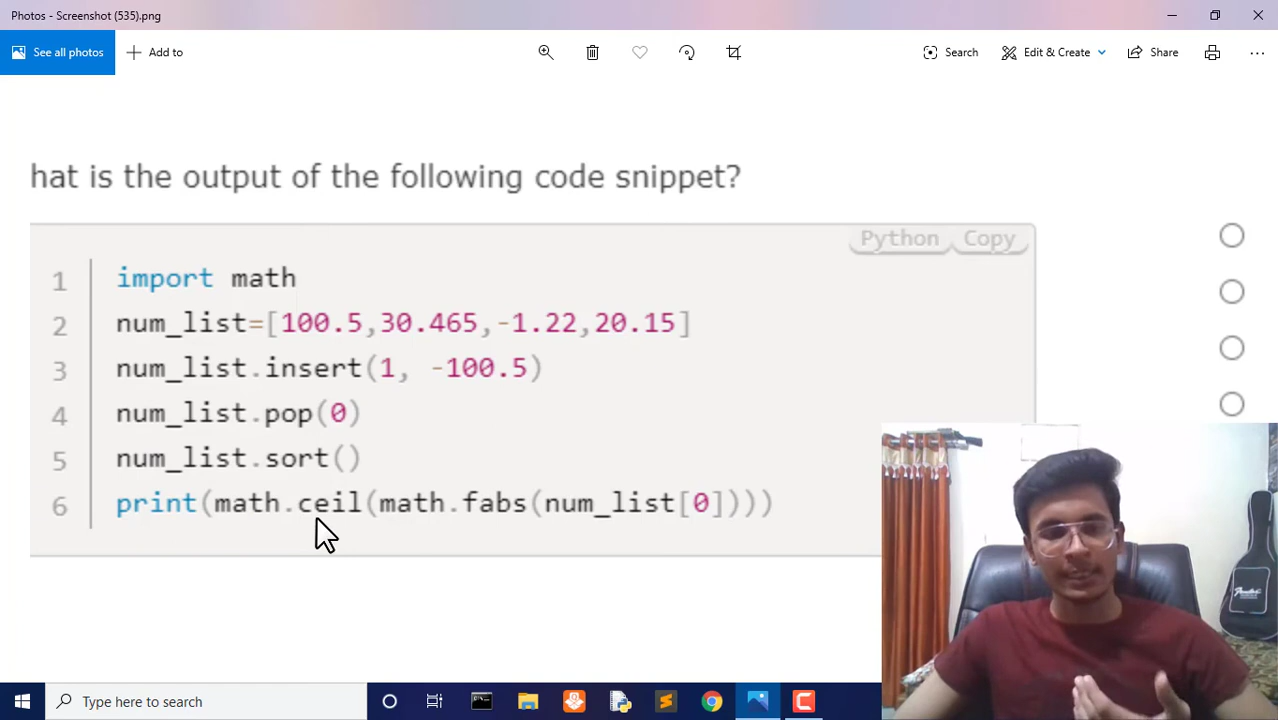 Photos - Screenshot (535).png
See all photos
Add to
Search
Edit & Create
Share
hat is the output of the following code snippet?
Python Copy
1 import math
2 num_list=[100.5,30.465,-1.22,20.15]
3 num_list.insert(1, -100.5)
4 num_list.pop(0)
5 num_list.sort()
6 print(math.ceil(math.fabs(num_list[0])))
Fender
Type here to search